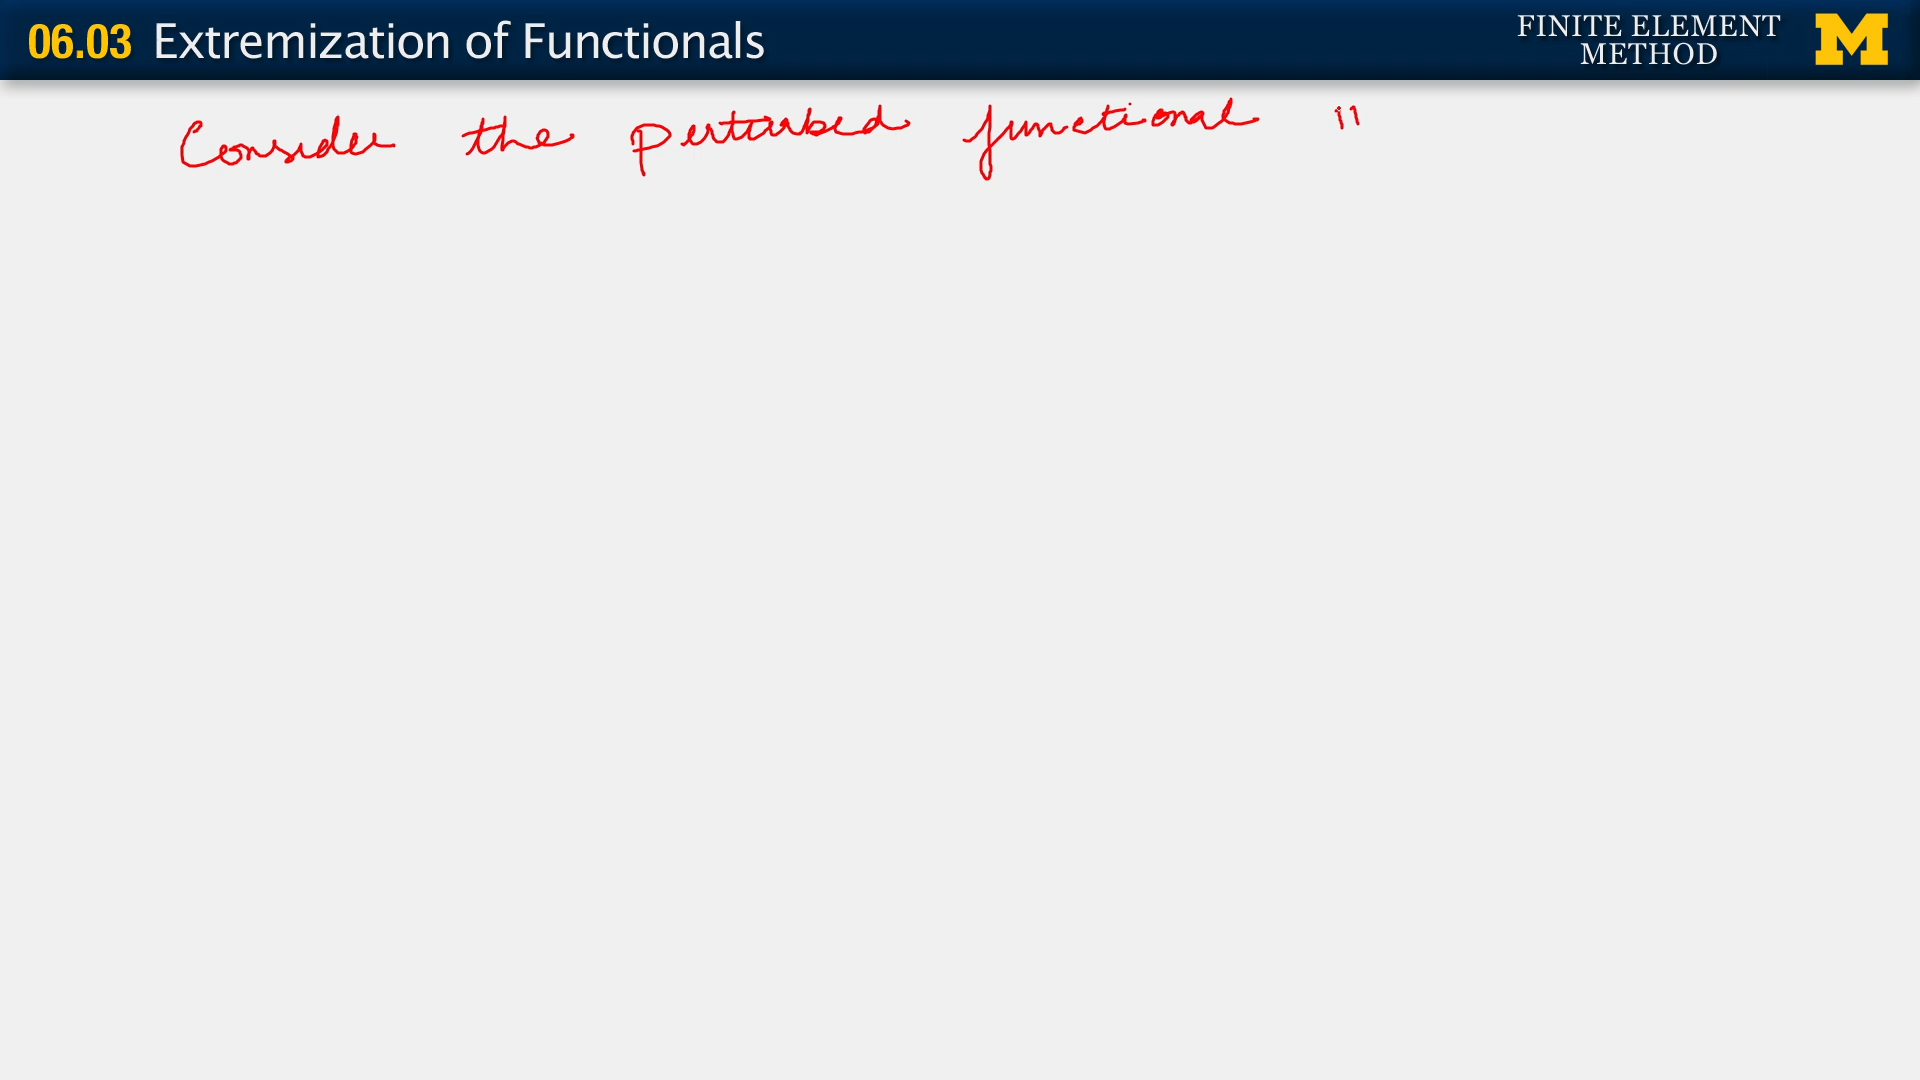 06.03 Extremization of Functionals
FINITE ELEMENT
METHOD
M
Consider the perturbed functional